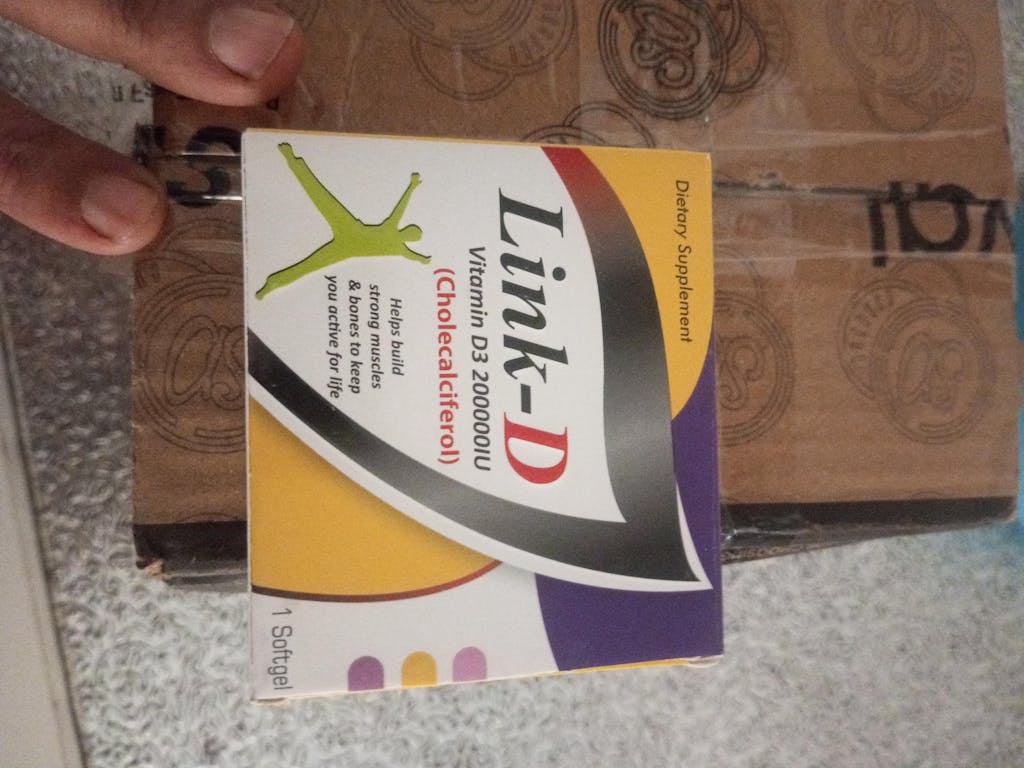 Dietary Supplement
Link-D
Vitamin D3 200000IU
(Cholecalciferol)
Helps build
strong muscles
& bones to keep
you active for life
1 Softgel